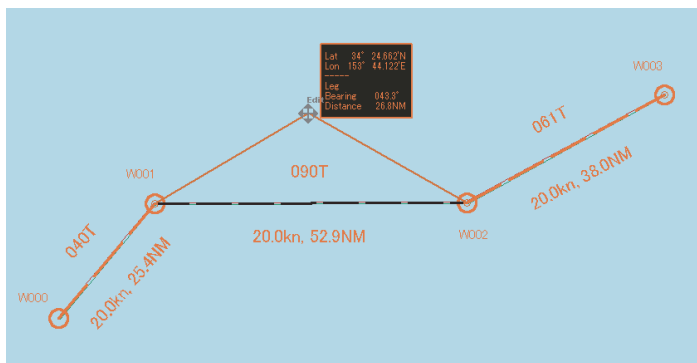 Lat 34° 24.662'N
Lon 153° 44.122'E
-----
Leg
Bearing 043.3°
Distance 26.8NM
Edit
W003
061T
20.0kn, 38.0NM
W001
090T
20.0kn, 52.9NM
W002
040T
20.0kn, 25.4NM
W000